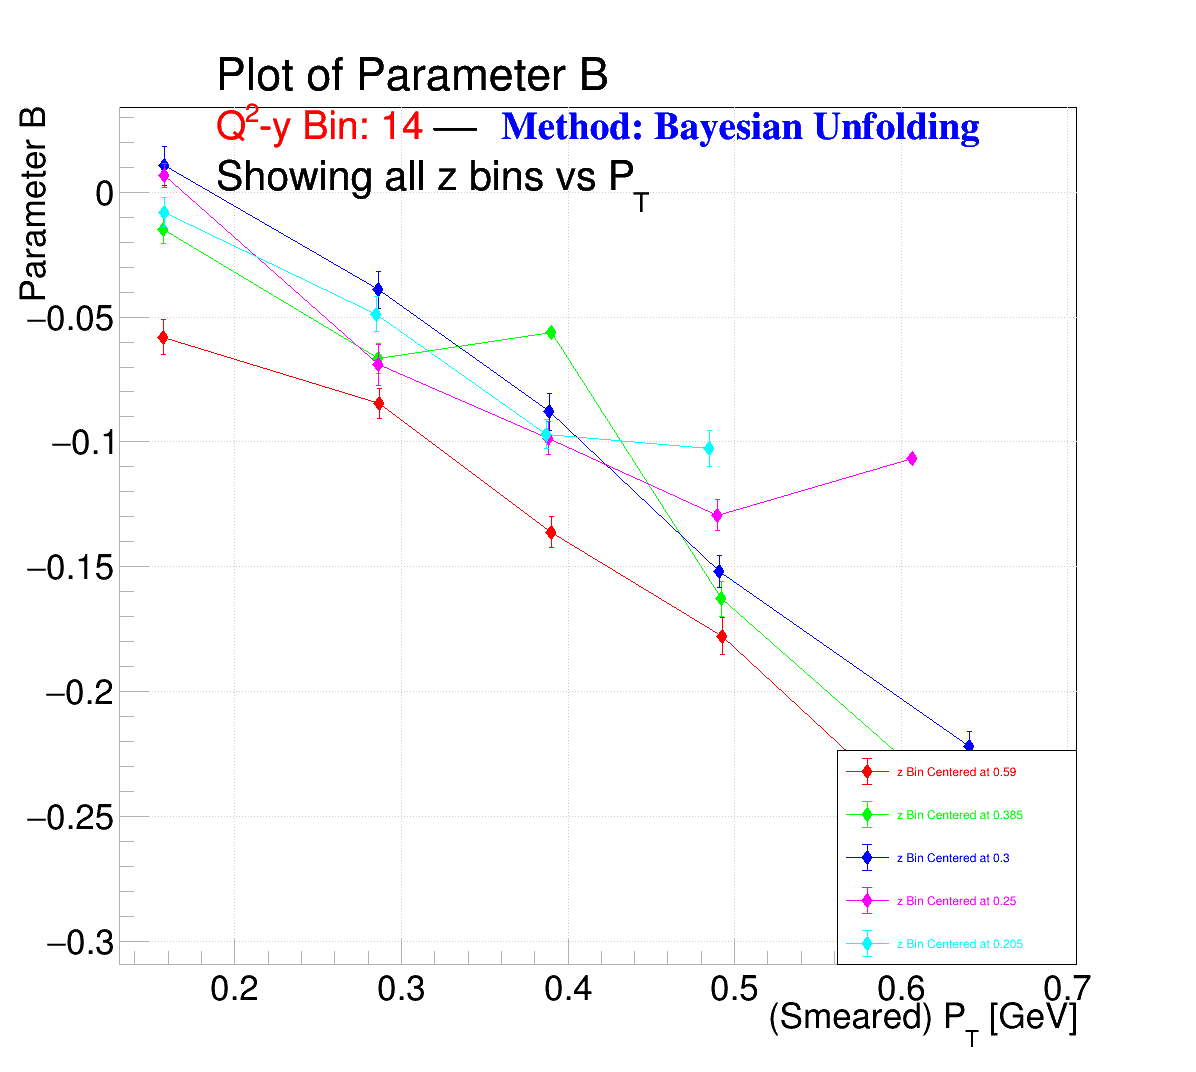 Plot of Parameter B
Q²-y Bin: 14 — Method: Bayesian Unfolding
Showing all z bins vs P_T
Parameter B
0
−0.05
−0.1
−0.15
−0.2
−0.25
−0.3
z Bin Centered at 0.59
z Bin Centered at 0.385
z Bin Centered at 0.3
z Bin Centered at 0.25
z Bin Centered at 0.205
0.2 0.3 0.4 0.5 0.6 0.7
(Smeared) P_T [GeV]